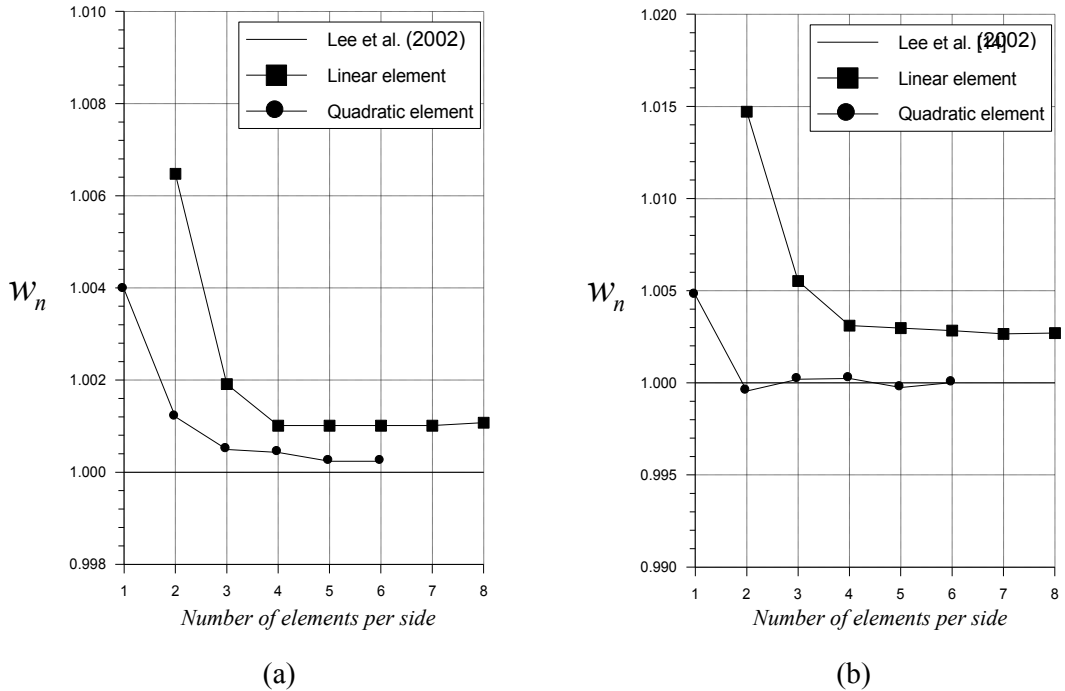 1.010
1.008
1.006
1.004
1.002
1.000
0.998
w_n
Lee et al. (2002)
Linear element
Quadratic element
1 2 3 4 5 6 7 8
Number of elements per side
(a)
1.020
1.015
1.010
1.005
1.000
0.995
0.990
w_n
Lee et al. (2002)
Linear element
Quadratic element
1 2 3 4 5 6 7 8
Number of elements per side
(b)